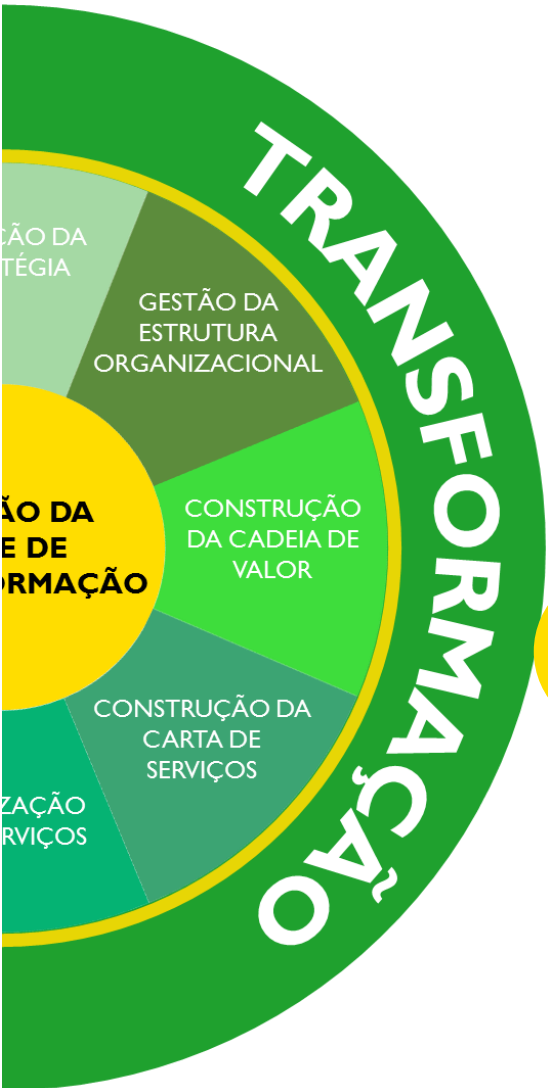 TRANSFORMAÇÃO
ÇÃO DA
TÉGIA
GESTÃO DA
ESTRUTURA
ORGANIZACIONAL
CONSTRUÇÃO
DA CADEIA DE
VALOR
ÃO DA
E DE
ORMAÇÃO
CONSTRUÇÃO DA
CARTA DE
SERVIÇOS
ZAÇÃO
RVIÇOS